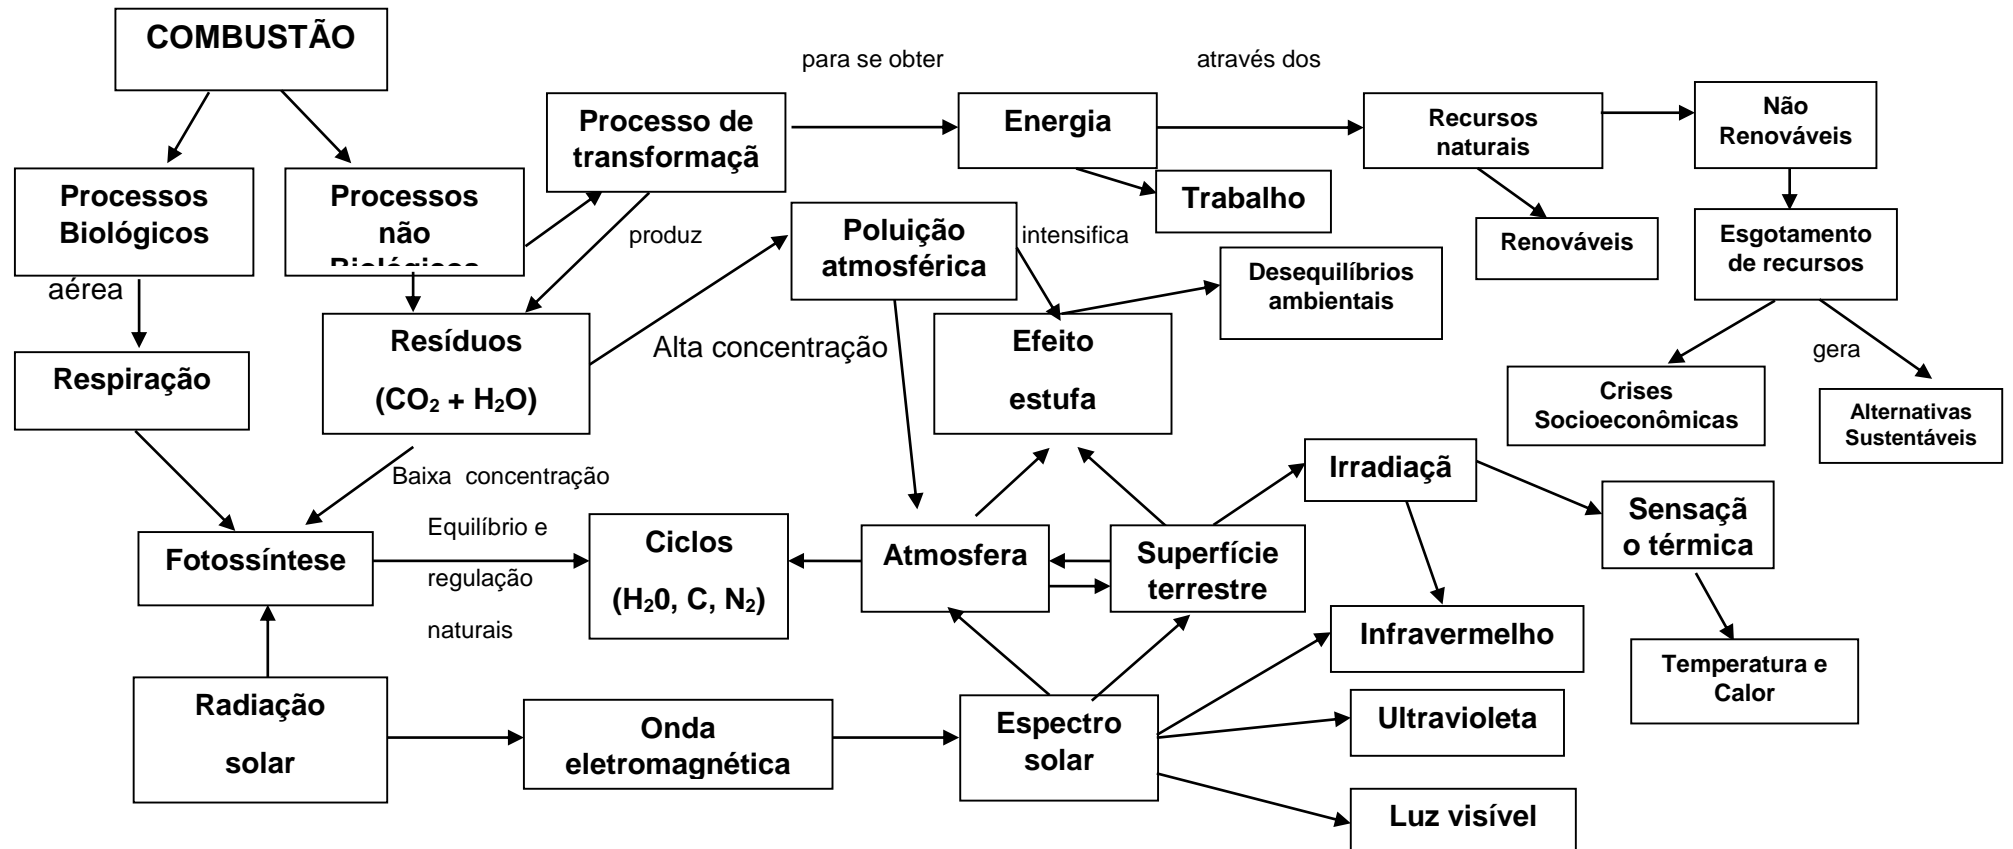 COMBUSTÃO
para se obter
através dos
Processo de
transformaçã
Energia
Recursos
naturais
Não
Renováveis
Processos
Biológicos
Processos
não
Trabalho
Renováveis
Esgotamento
de recursos
produz
Poluição
atmosférica
intensifica
Desequilíbrios
ambientais
aérea
Respiração
Resíduos
(CO₂ + H₂O)
Alta concentração
Efeito
estufa
gera
Crises
Socioeconômicas
Alternativas
Sustentáveis
Baixa concentração
Irradiaçã
Sensaçã
o térmica
Fotossíntese
Equilíbrio e
regulação
naturais
Ciclos
(H₂0, C, N₂)
Atmosfera
Superfície
terrestre
Infravermelho
Temperatura e
Calor
Radiação
solar
Onda
eletromagnética
Espectro
solar
Ultravioleta
Luz visível